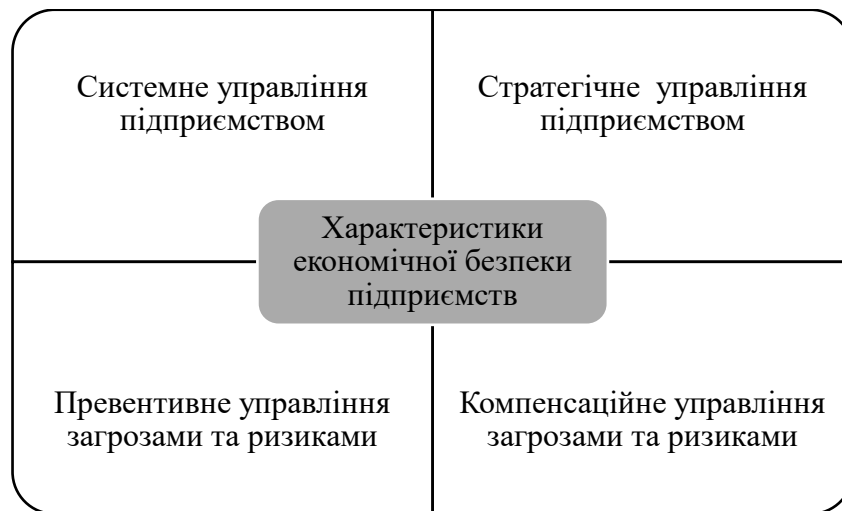 Системне управління
підприємством
Стратегічне управління
підприємством
Характеристики
економічної безпеки
підприємств
Превентивне управління
загрозами та ризиками
Компенсаційне управління
загрозами та ризиками